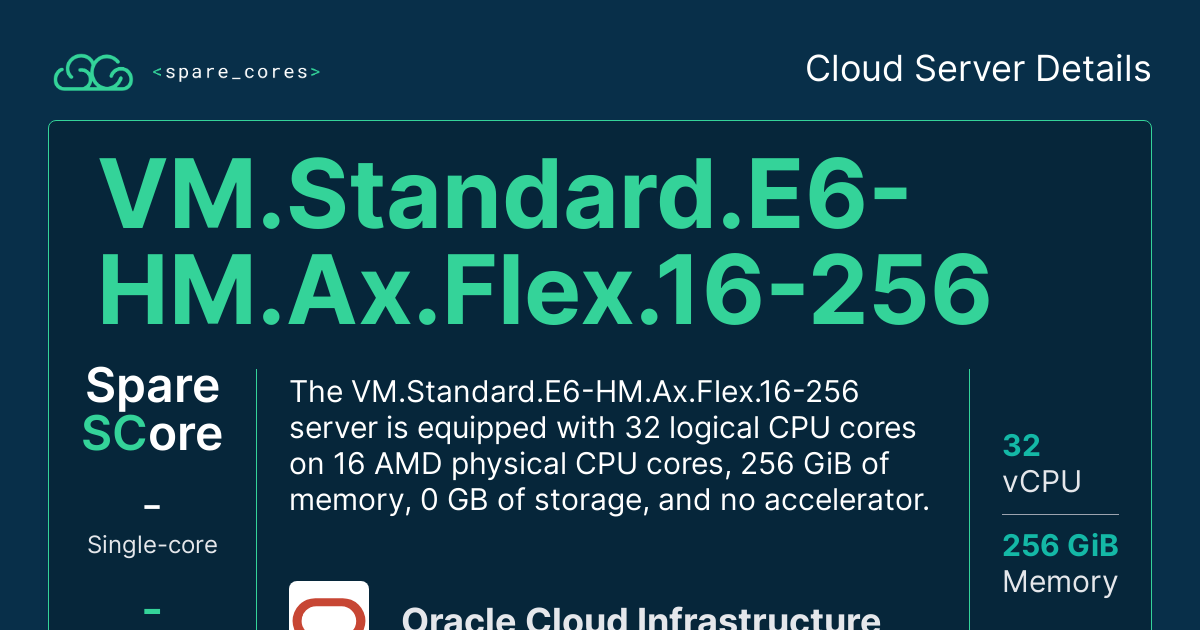 <spare_cores>
Cloud Server Details
VM.Standard.E6-
HM.Ax.Flex.16-256
Spare
SCore
–
Single-core
–
The VM.Standard.E6-HM.Ax.Flex.16-256
server is equipped with 32 logical CPU cores
on 16 AMD physical CPU cores, 256 GiB of
memory, 0 GB of storage, and no accelerator.
Oracle Cloud Infrastructure
32
vCPU
256 GiB
Memory